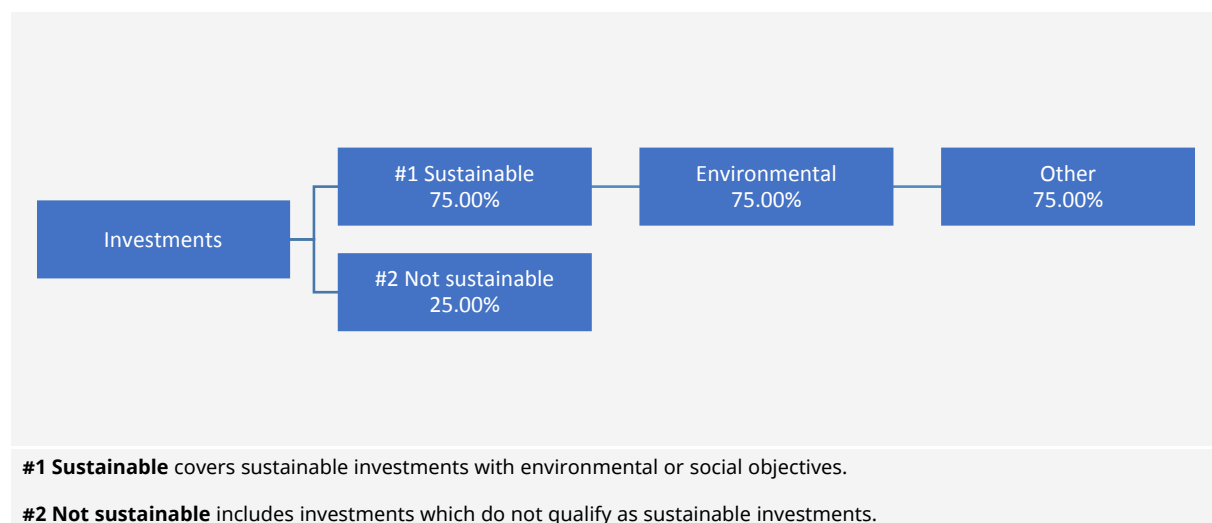 #1 Sustainable
75.00%
Environmental
75.00%
Other
75.00%
Investments
#2 Not sustainable
25.00%
#1 Sustainable covers sustainable investments with environmental or social objectives.
#2 Not sustainable includes investments which do not qualify as sustainable investments.